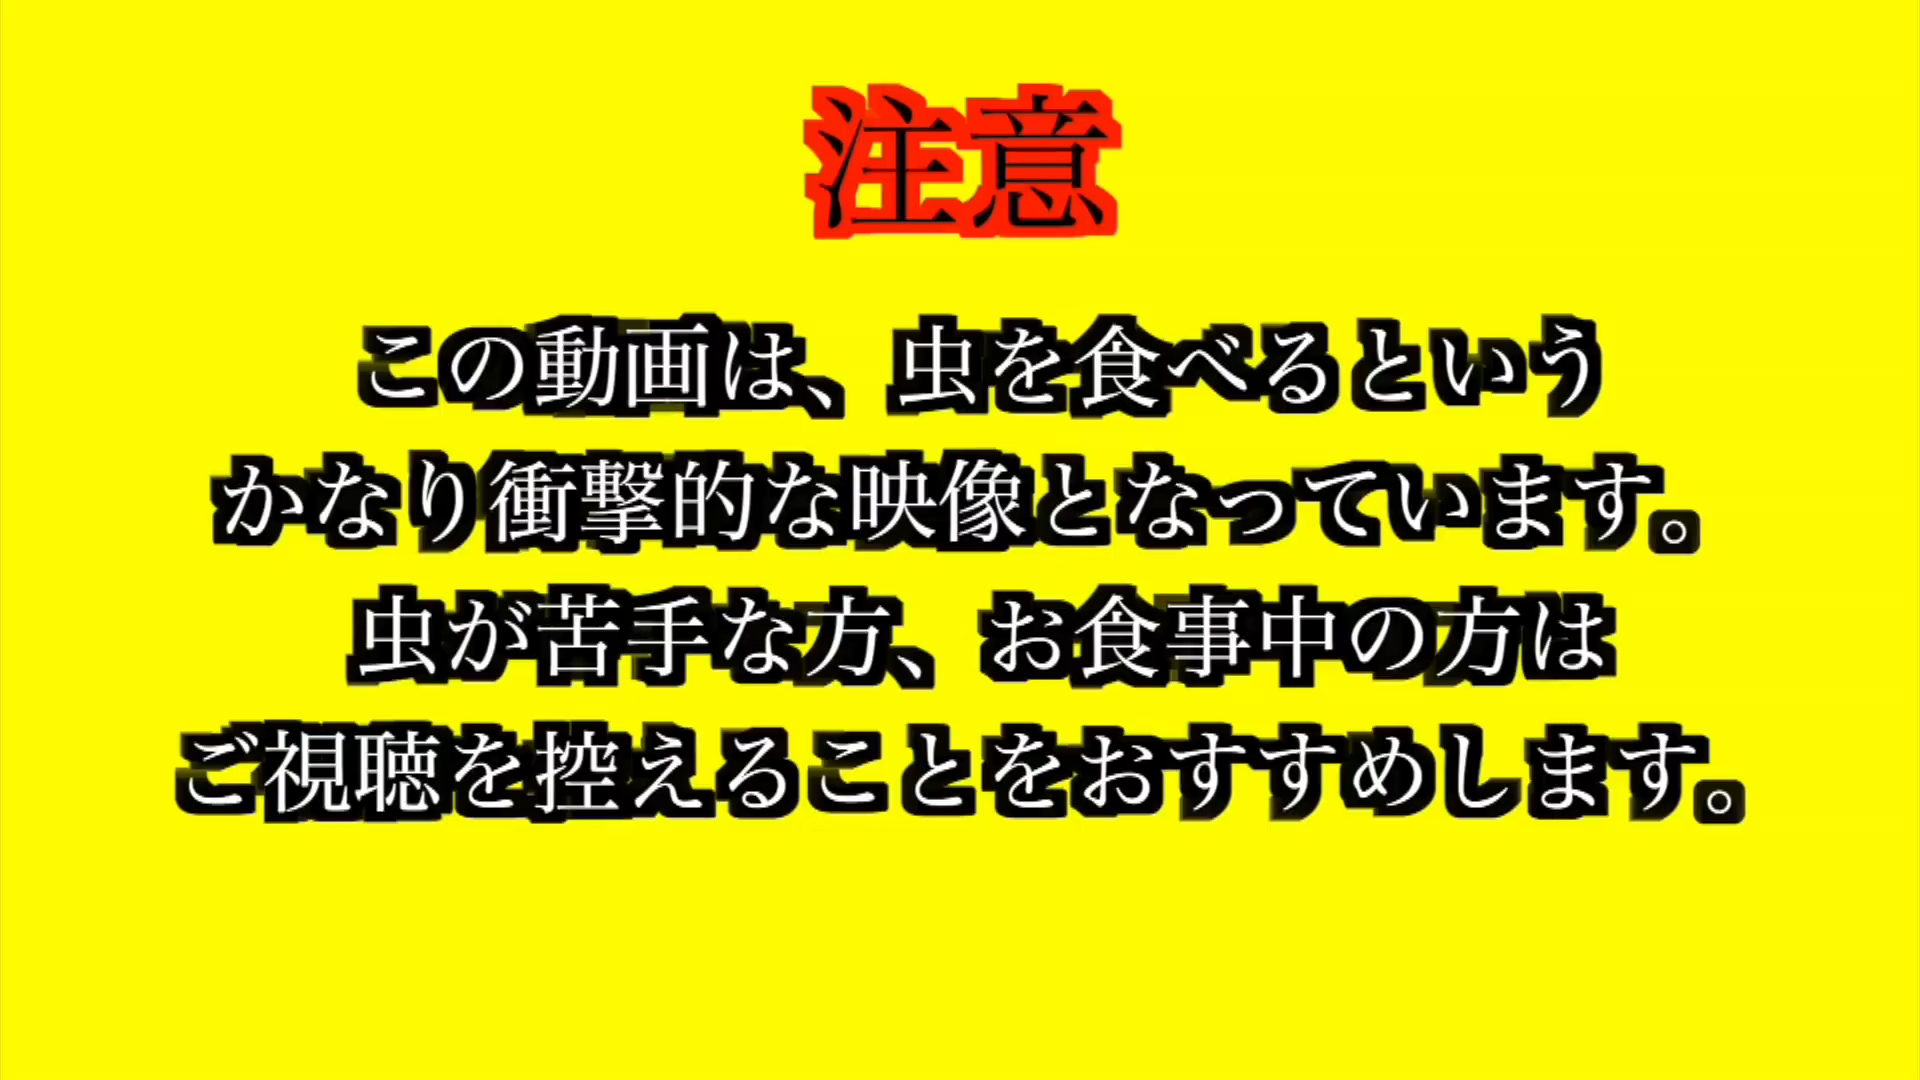 注意
この動画は、虫を食べるという
かなり衝撃的な映像となっています。
虫が苦手な方、お食事中の方は
ご視聴を控えることをおすすめします。